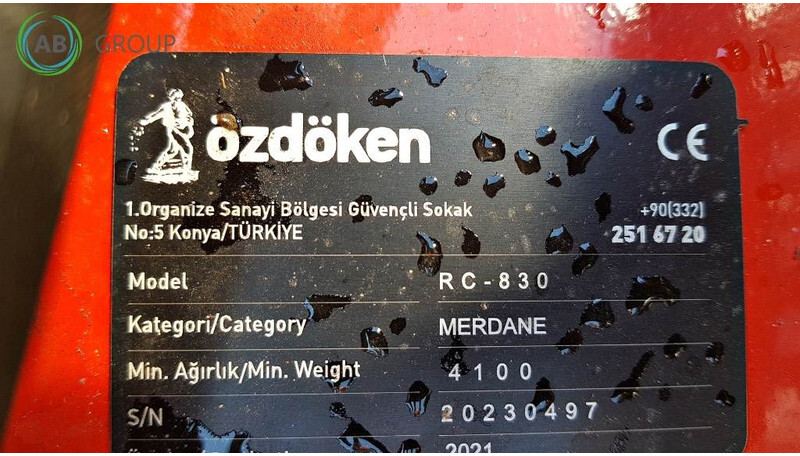 AB GROUP
özdöken
CE
1.Organize Sanayi Bölgesi Güvençli Sokak
No:5 Konya/TÜRKİYE
+90(332)
251 67 20
Model RC-830
Kategori/Category MERDANE
Min. Ağırlık/Min. Weight 4100
S/N 20230497
2021